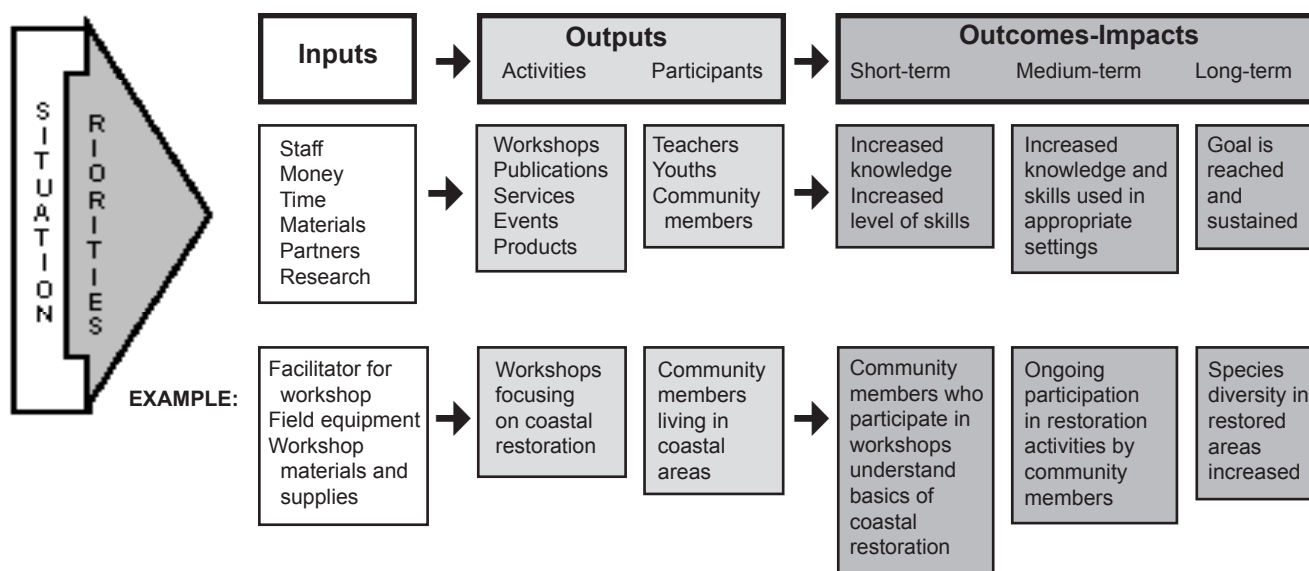 SITUATION
RIORITIES
Inputs
Outputs
Activities Participants
Outcomes-Impacts
Short-term Medium-term Long-term
Staff
Money
Time
Materials
Partners
Research
Workshops
Publications
Services
Events
Products
Teachers
Youths
Community
members
Increased
knowledge
Increased
level of skills
Increased
knowledge and
skills used in
appropriate
settings
Goal is
reached
and
sustained
EXAMPLE:
Facilitator for
workshop
Field equipment
Workshop
materials and
supplies
Workshops
focusing
on coastal
restoration
Community
members
living in
coastal
areas
Community
members who
participate in
workshops
understand
basics of
coastal
restoration
Ongoing
participation
in restoration
activities by
community
members
Species
diversity in
restored
areas
increased